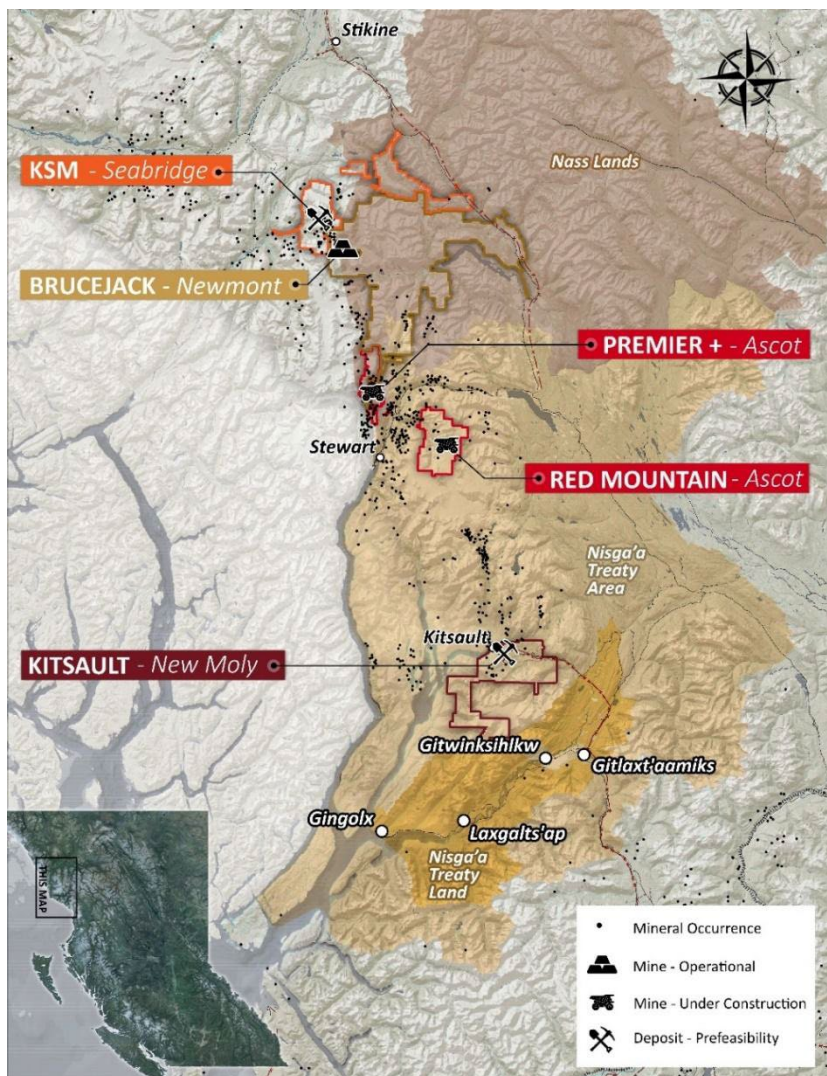 Stikine
Nass Lands
KSM - Seabridge
BRUCEJACK - Newmont
PREMIER + - Ascot
Stewart
RED MOUNTAIN - Ascot
Nisga'a
Treaty
Area
Kitsault
KITSAULT - New Moly
Gitwinksihlkw
Gitlaxt'aamiks
Gingolx
Laxgalts'ap
Nisga'a
Treaty
Land
THIS MAP
Mineral Occurrence
Mine - Operational
Mine - Under Construction
Deposit - Prefeasibility